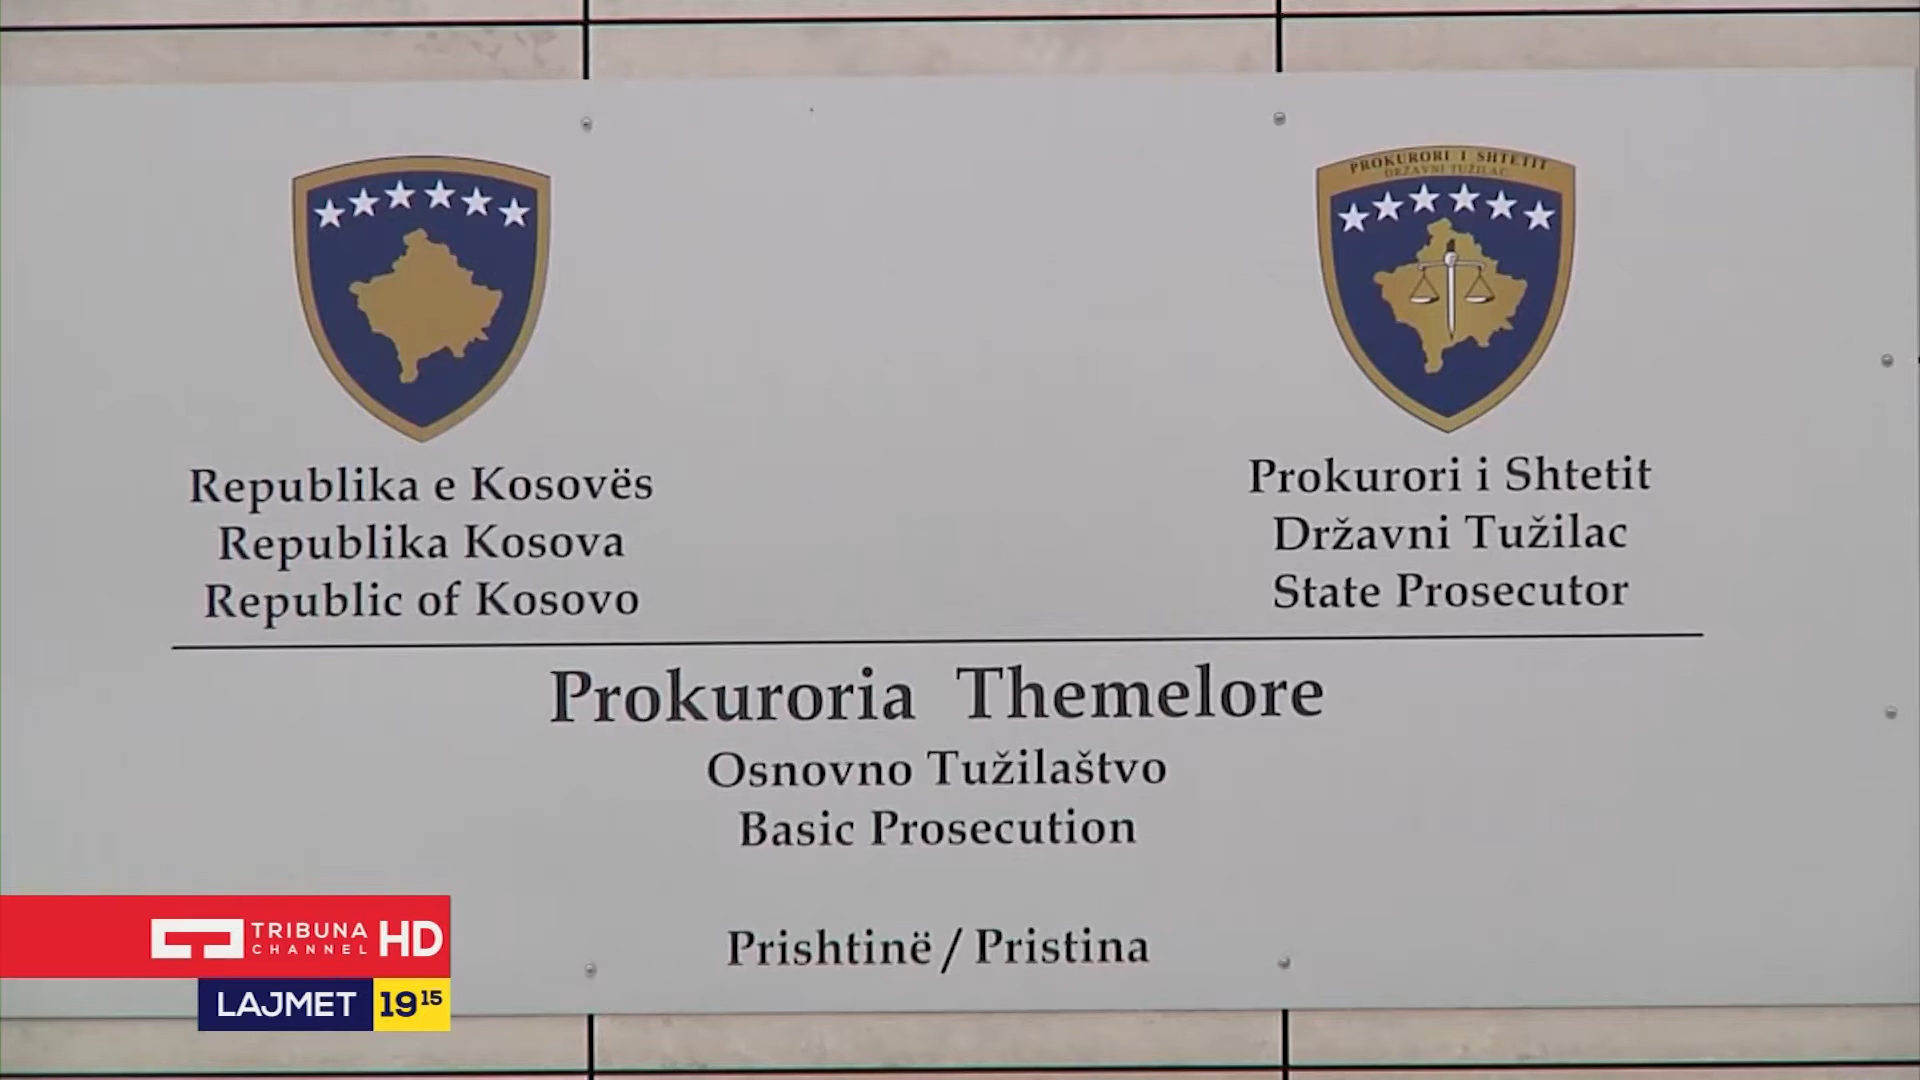 PROKURORI I SHTETIT
DRŽAVNI TUŽILAC
Republika e Kosovës
Republika Kosova
Republic of Kosovo
Prokurori i Shtetit
Državni Tužilac
State Prosecutor
Prokuroria Themelore
Osnovno Tužilaštvo
Basic Prosecution
Prishtinë / Pristina
TRIBUNA CHANNEL HD
LAJMET 19 15